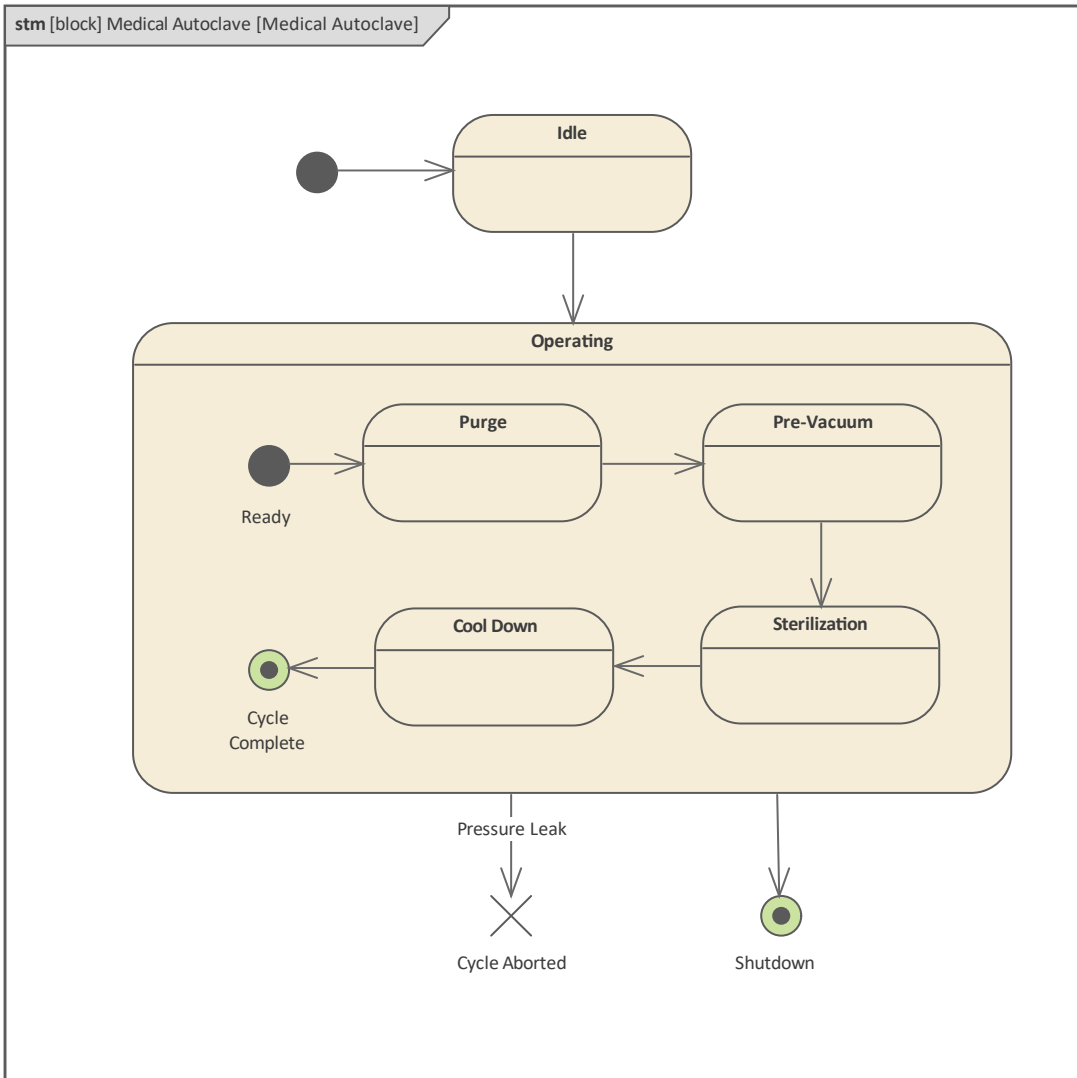 stm [block] Medical Autoclave [Medical Autoclave]
Idle
Operating
Purge
Pre-Vacuum
Ready
Cool Down
Sterilization
Cycle
Complete
Pressure Leak
Cycle Aborted
Shutdown